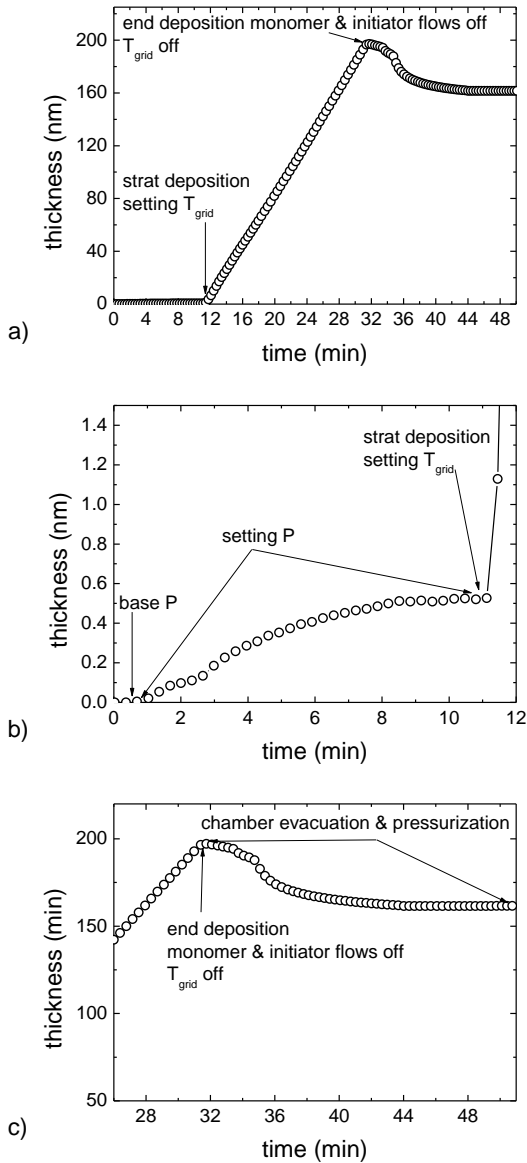 end deposition monomer & initiator flows off
T_grid off
200
160
120
80
40
0
thickness (nm)
strat deposition
setting T_grid
0 4 8 12 16 20 24 28 32 36 40 44 48
time (min)
a)
1.4
1.2
1.0
0.8
0.6
0.4
0.2
0.0
thickness (nm)
strat deposition
setting T_grid
setting P
base P
0 2 4 6 8 10 12
time (min)
b)
200
150
100
50
thickness (min)
chamber evacuation & pressurization
end deposition
monomer & initiator flows off
T_grid off
28 32 36 40 44 48
time (min)
c)